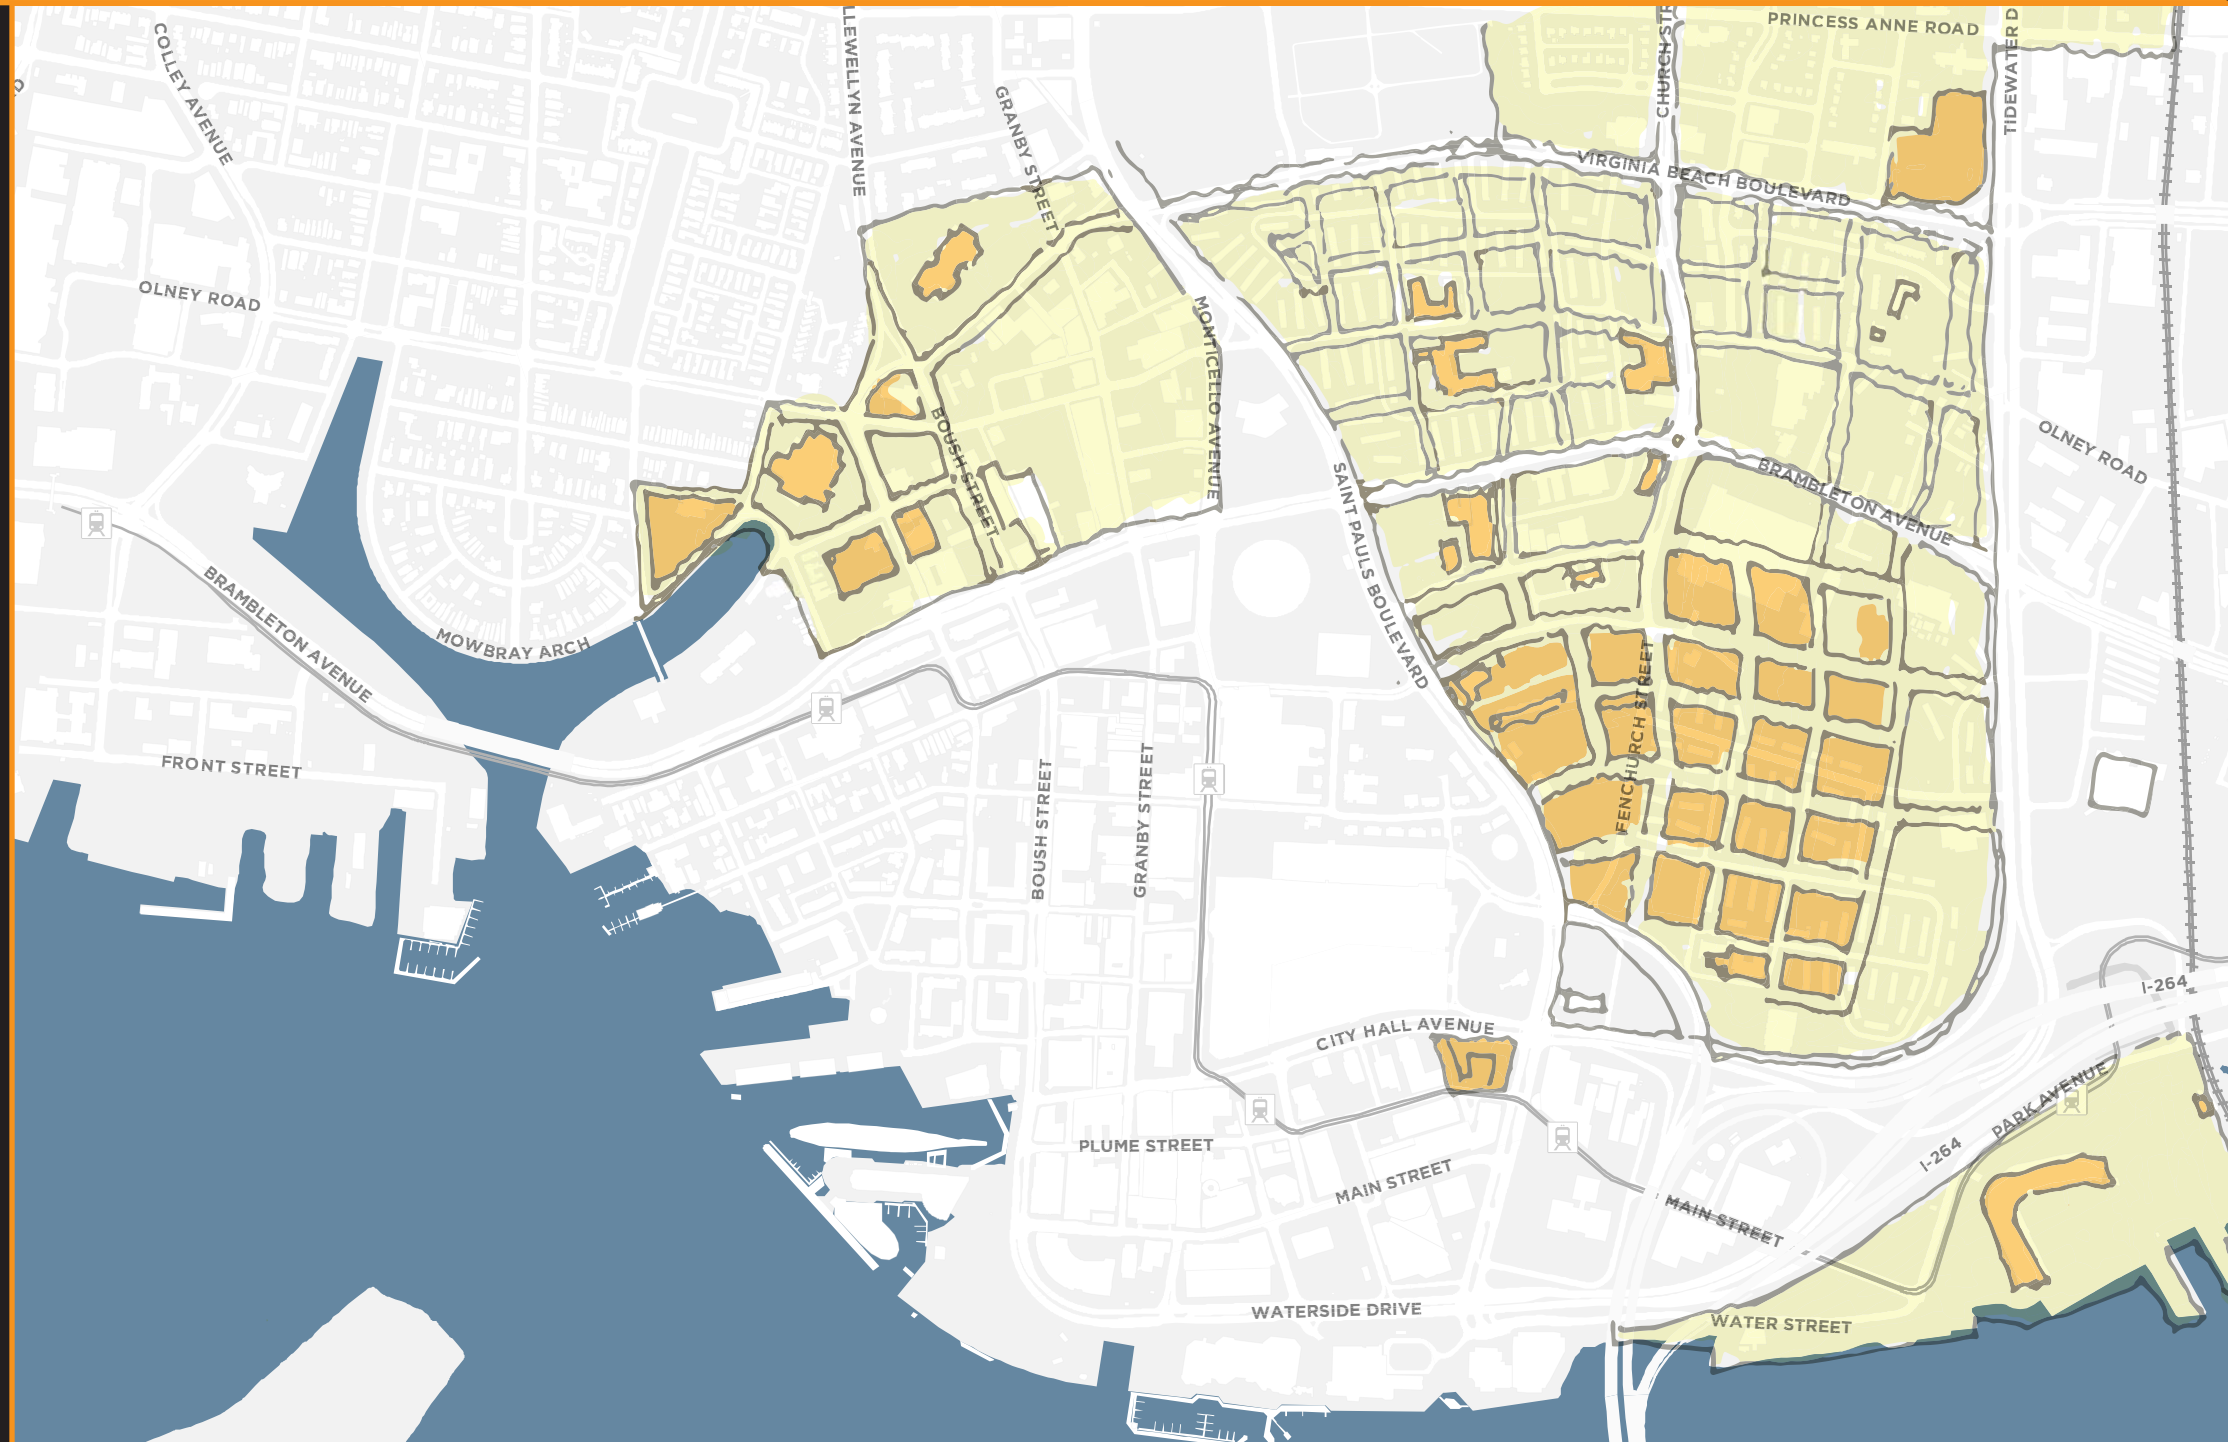 PRINCESS ANNE ROAD
COLLEY AVENUE
LLEWELLYN AVENUE
GRANBY STREET
CHURCH STR
TIDEWATER D
VIRGINIA BEACH BOULEVARD
OLNEY ROAD
MONTICELLO AVENUE
BOUSH STREET
SAINT PAULS BOULEVARD
BRAMBLETON AVENUE
OLNEY ROAD
BRAMBLETON AVENUE
MOWBRAY ARCH
FENCHURCH STREET
FRONT STREET
BOUSH STREET
GRANBY STREET
I-264
CITY HALL AVENUE
PARK AVENUE
I-264
PLUME STREET
MAIN STREET
MAIN STREET
WATERSIDE DRIVE
WATER STREET